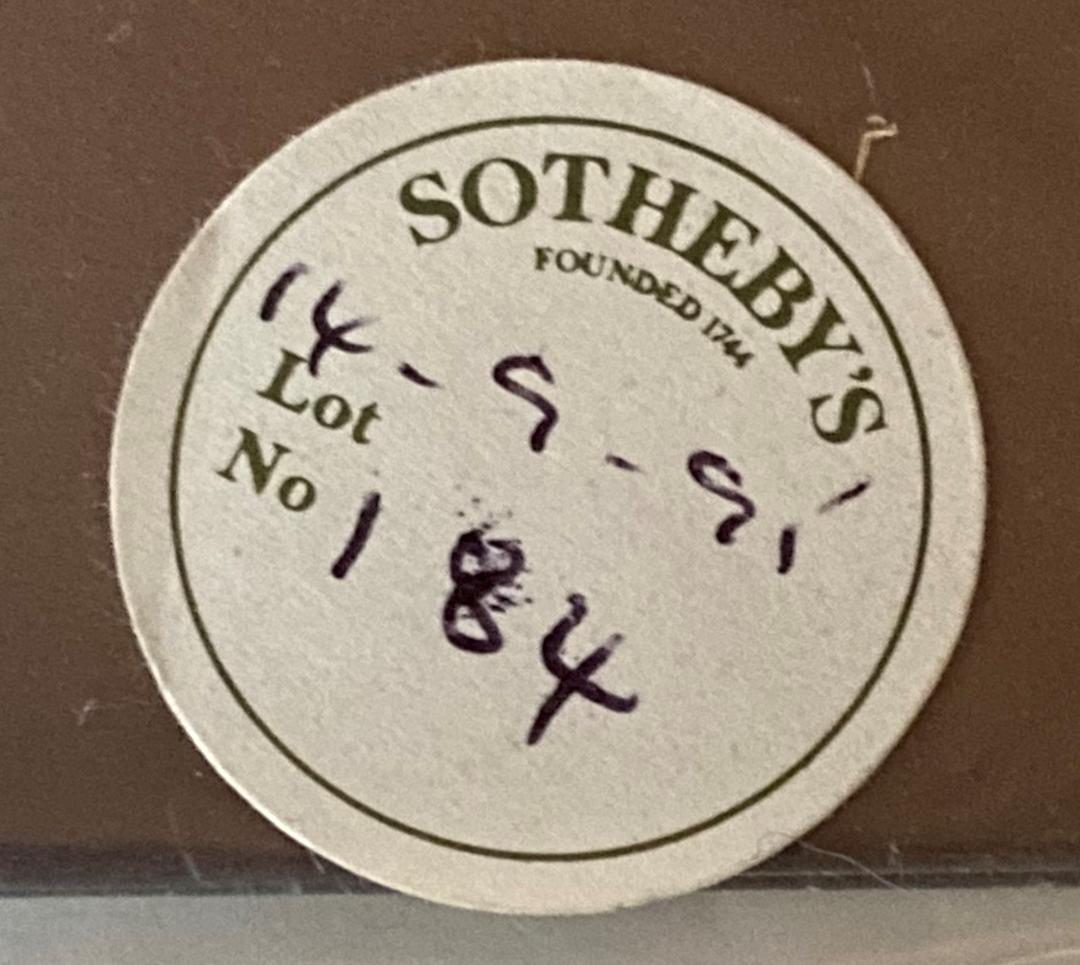 SOTHEBY'S
FOUNDED 1744
14 - 9 - 91
Lot
No 184